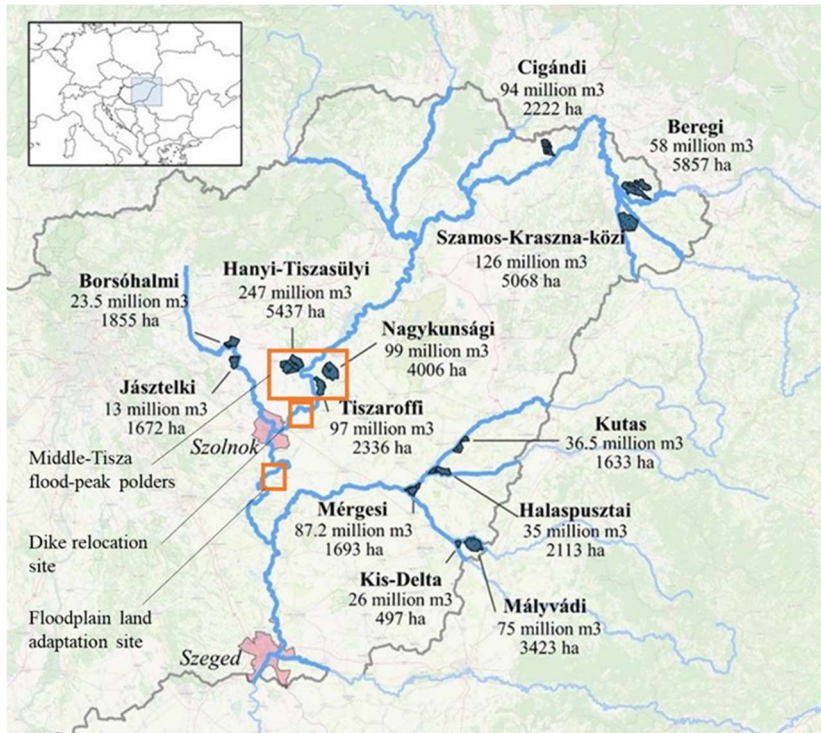 Cigándi
94 million m3
2222 ha
Beregi
58 million m3
5857 ha
Szamos-Kraszna-közi
126 million m3
5068 ha
Hanyi-Tiszasülyi
247 million m3
5437 ha
Borsóhalmi
23.5 million m3
1855 ha
Nagykunsági
99 million m3
4006 ha
Jásztelki
13 million m3
1672 ha
Tiszaroffi
97 million m3
2336 ha
Szolnok
Kutas
36.5 million m3
1633 ha
Middle-Tisza
flood-peak polders
Mérgesi
87.2 million m3
1693 ha
Halaspusztai
35 million m3
2113 ha
Dike relocation
site
Kis-Delta
26 million m3
497 ha
Mályvádi
75 million m3
3423 ha
Floodplain land
adaptation site
Szeged